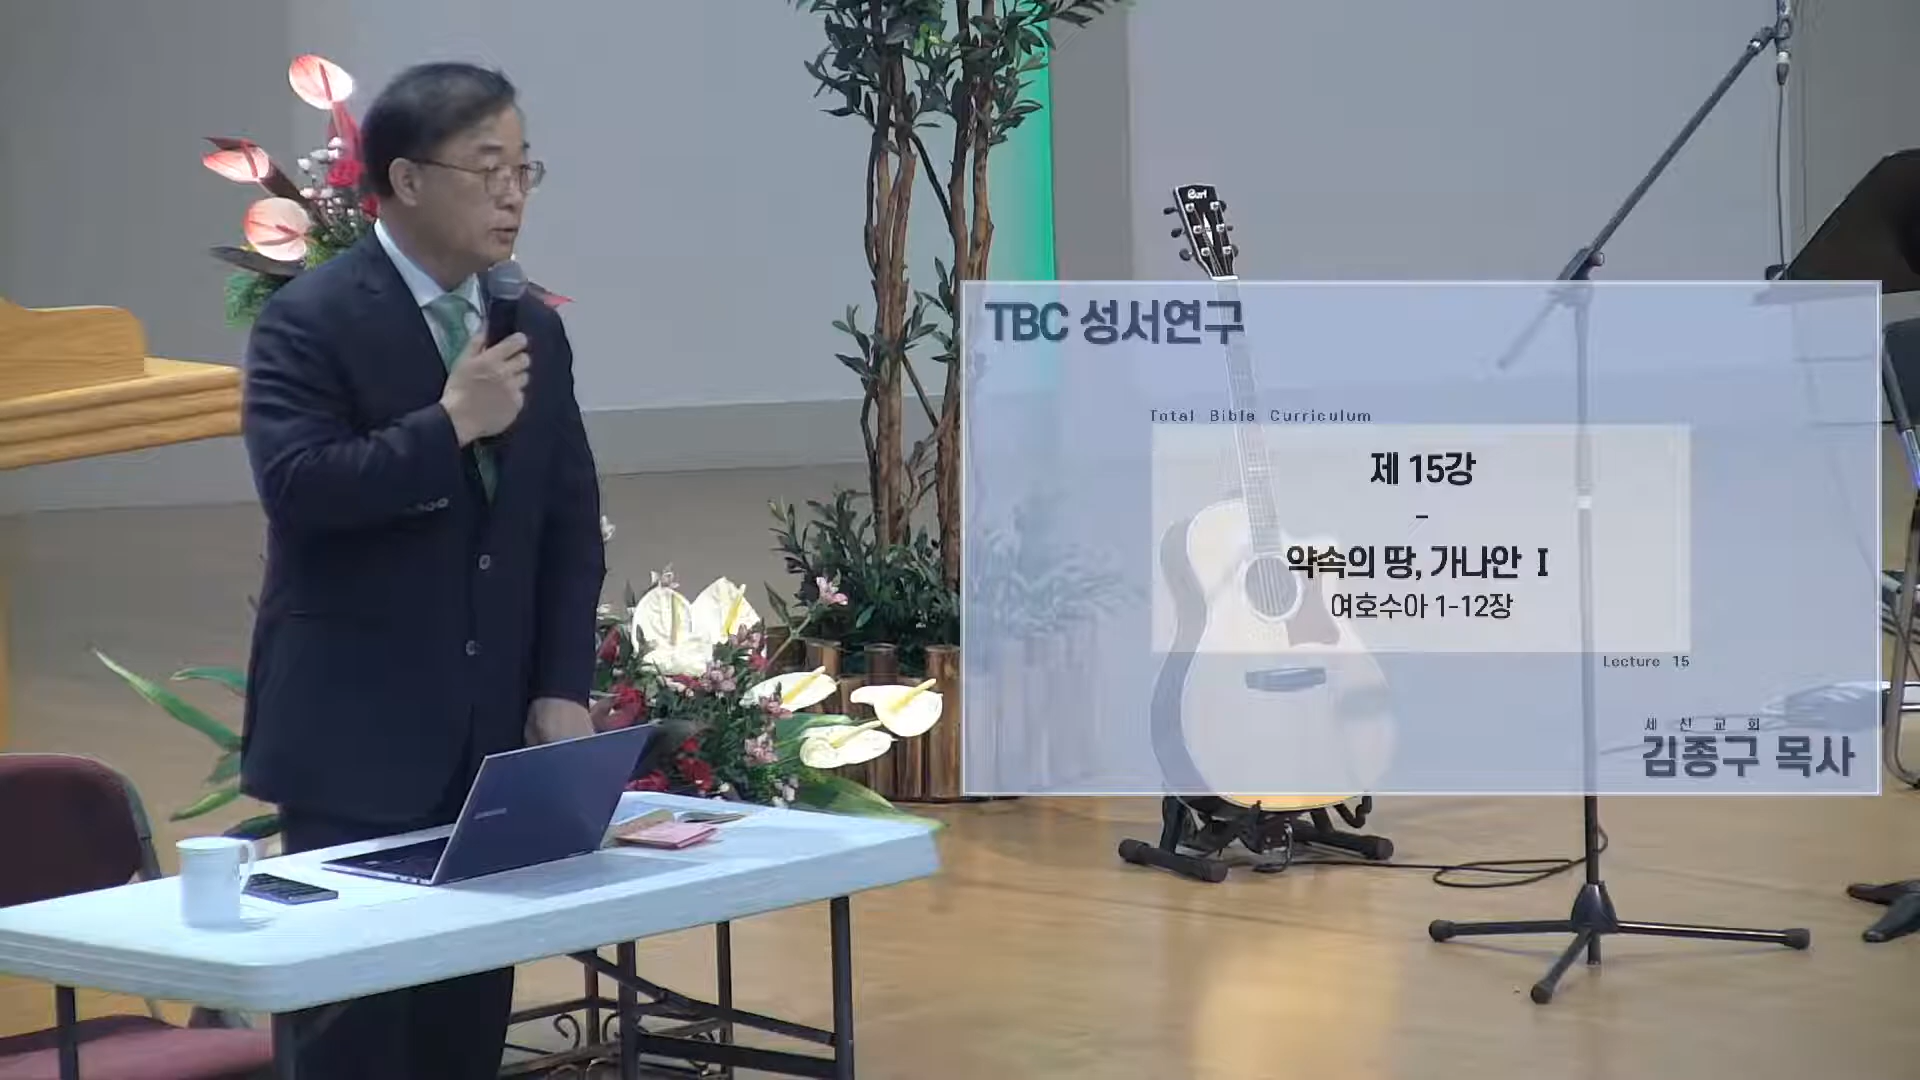 Cort
TBC 성서연구
Total Bible Curriculum
제 15강
-
약속의 땅, 가나안 Ⅰ
여호수아 1-12장
Lecture 15
세 신 교 회
김종구 목사
SAMSUNG